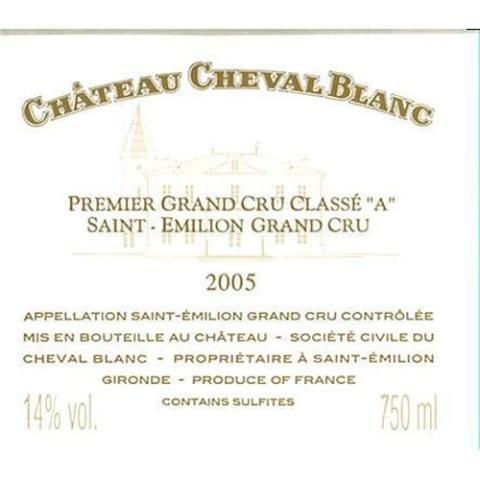 CHÂTEAU CHEVAL BLANC
PREMIER GRAND CRU CLASSÉ "A"
SAINT - EMILION GRAND CRU
2005
APPELLATION SAINT-ÉMILION GRAND CRU CONTRÔLÉE
MIS EN BOUTEILLE AU CHÂTEAU - SOCIÉTÉ CIVILE DU
CHEVAL BLANC - PROPRIÉTAIRE À SAINT-ÉMILION
GIRONDE - PRODUCE OF FRANCE
CONTAINS SULFITES
14% vol. 750 ml